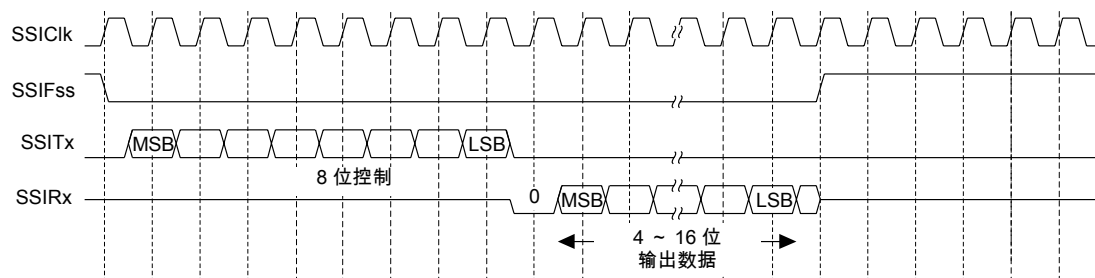 SSIClk
SSIFss
SSITx
MSB
LSB
8 位控制
SSIRx
0
MSB
LSB
4 ~ 16 位
输出数据